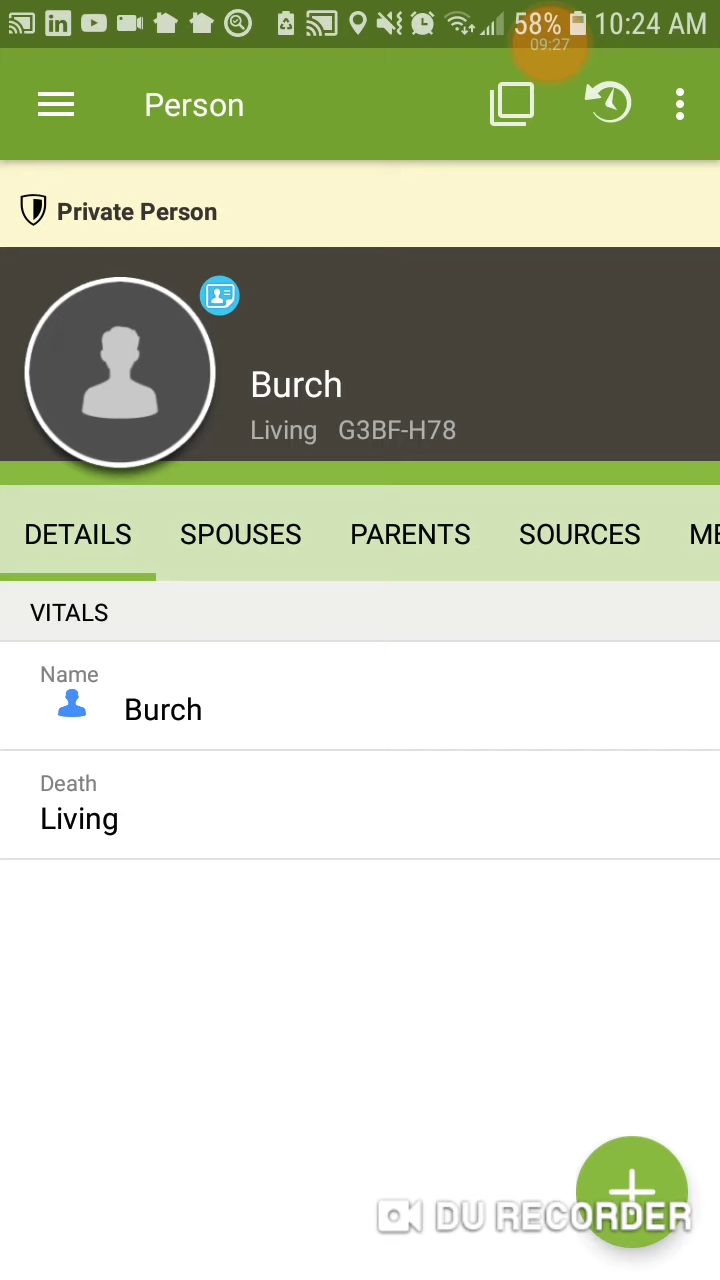 58% 10:24 AM
09:27
Person
Private Person
Burch
Living G3BF-H78
DETAILS SPOUSES PARENTS SOURCES ME
VITALS
Name
Burch
Death
Living
DU RECORDER